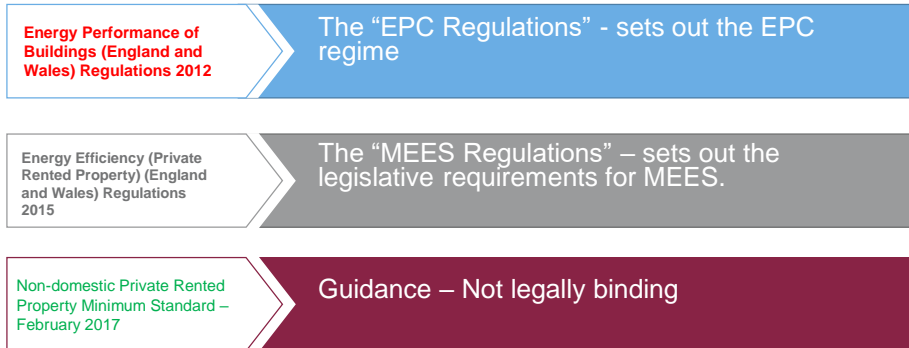 Energy Performance of
Buildings (England and
Wales) Regulations 2012
The “EPC Regulations” - sets out the EPC
regime
Energy Efficiency (Private
Rented Property) (England
and Wales) Regulations
2015
The “MEES Regulations” – sets out the
legislative requirements for MEES.
Non-domestic Private Rented
Property Minimum Standard –
February 2017
Guidance – Not legally binding